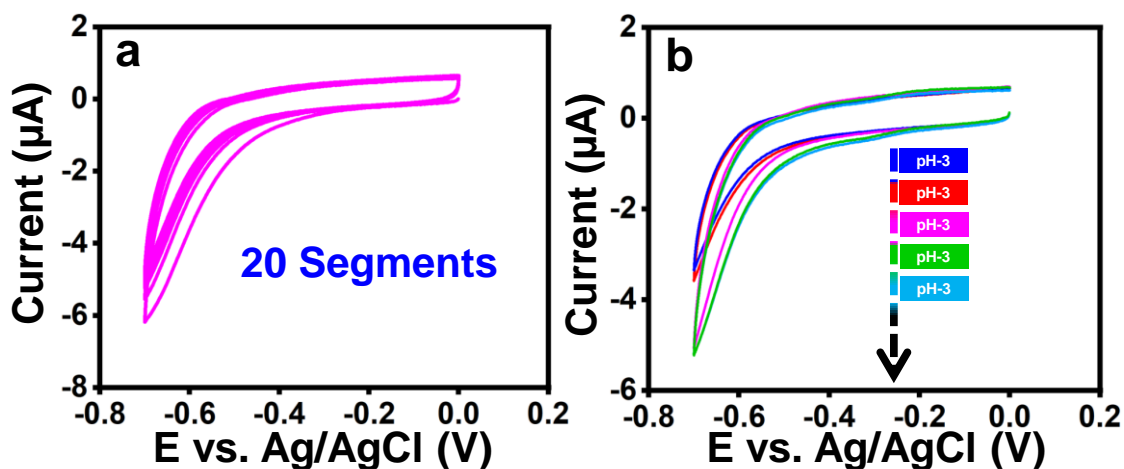 a
2
0
-2
-4
-6
-8
Current (µA)
20 Segments
-0.8 -0.6 -0.4 -0.2 0.0 0.2
E vs. Ag/AgCl (V)
b
2
0
-2
-4
-6
Current (µA)
pH-3
pH-3
pH-3
pH-3
pH-3
-0.8 -0.6 -0.4 -0.2 0.0 0.2
E vs. Ag/AgCl (V)